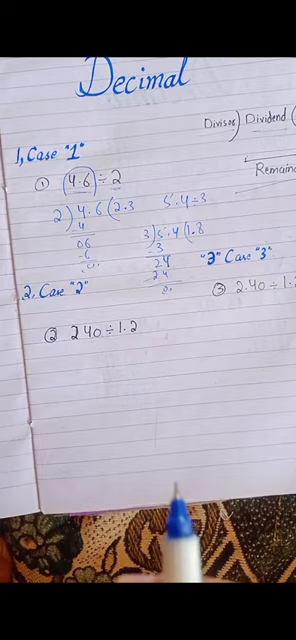 Decimal
Divisor) Dividend (
1, Case "1"
Remain
① (4.6) ÷ 2
2) 4.6 (2.3
4
06
-6
0.
5.4 ÷ 3
3) 5.4 (1.8
-3
24
-24
0.
2, Case "2"
"3" Case "3"
② 240 ÷ 1.2
③ 2.40 ÷ 1.